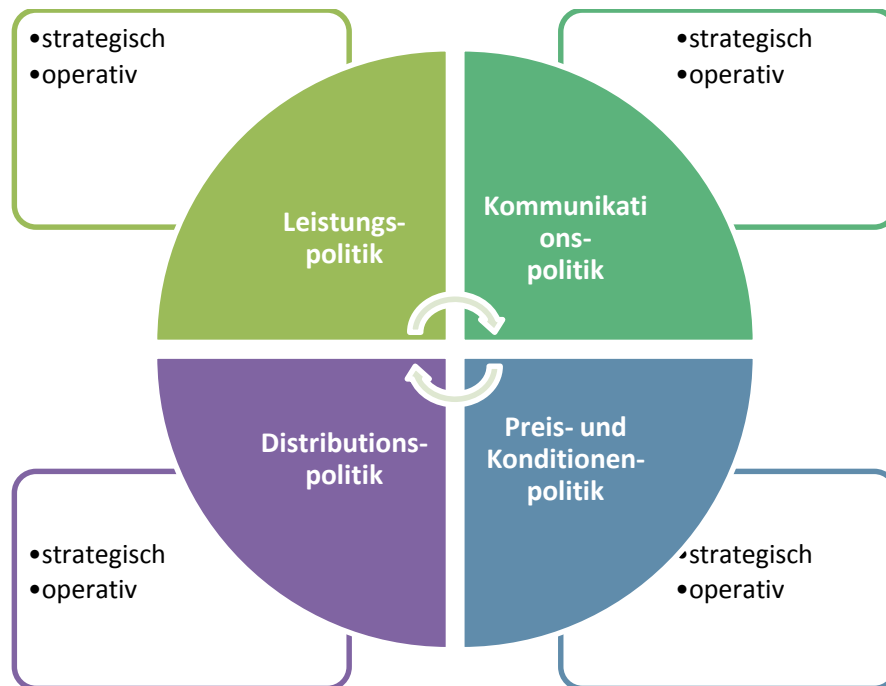 •strategisch
•operativ
•strategisch
•operativ
Leistungs-
politik
Kommunikati
ons-
politik
Distributions-
politik
Preis- und
Konditionen-
politik
•strategisch
•operativ
•strategisch
•operativ